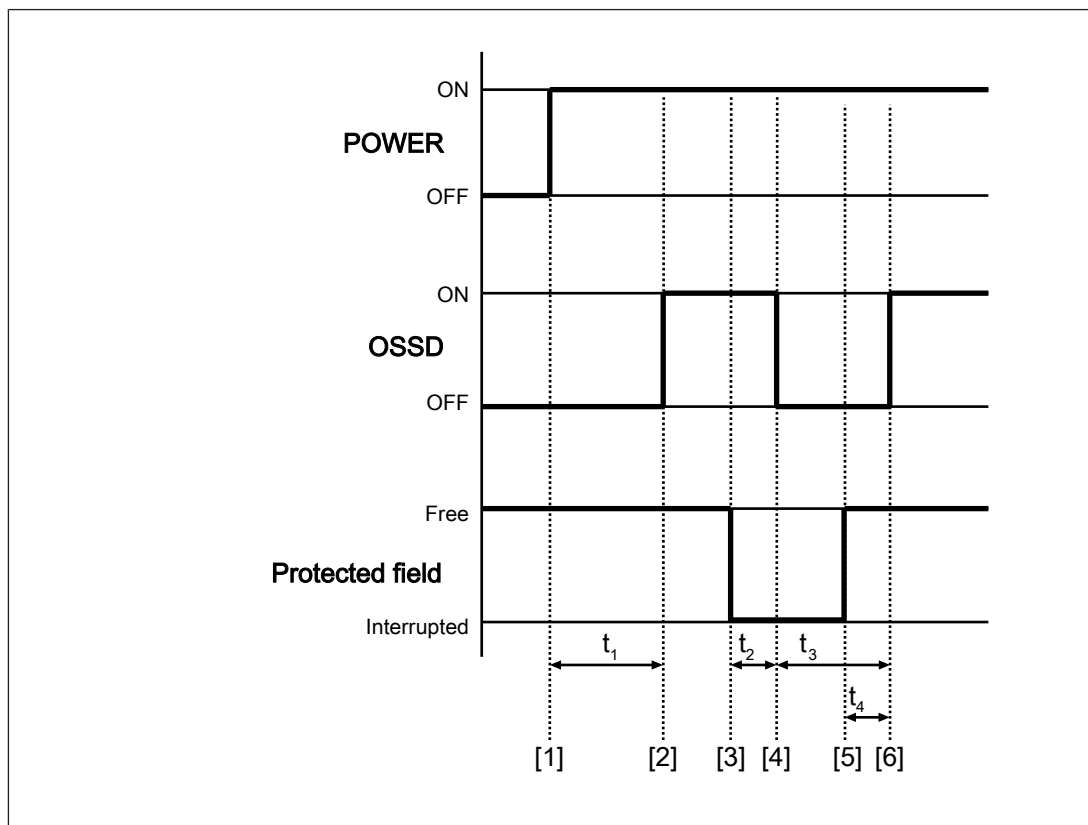 ON
POWER
OFF
ON
OSSD
OFF
Free
Protected field
Interrupted
t1 t2 t3
t4
[1] [2] [3] [4] [5] [6]